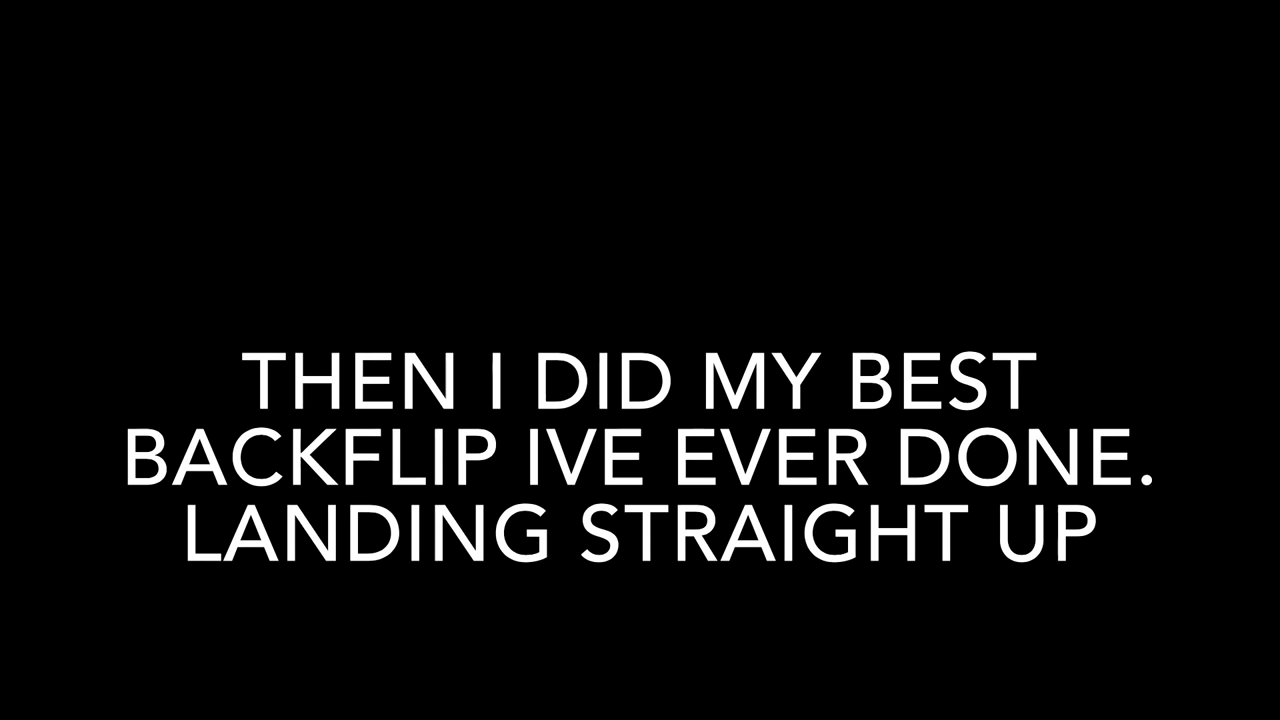 THEN I DID MY BEST
BACKFLIP IVE EVER DONE.
LANDING STRAIGHT UP